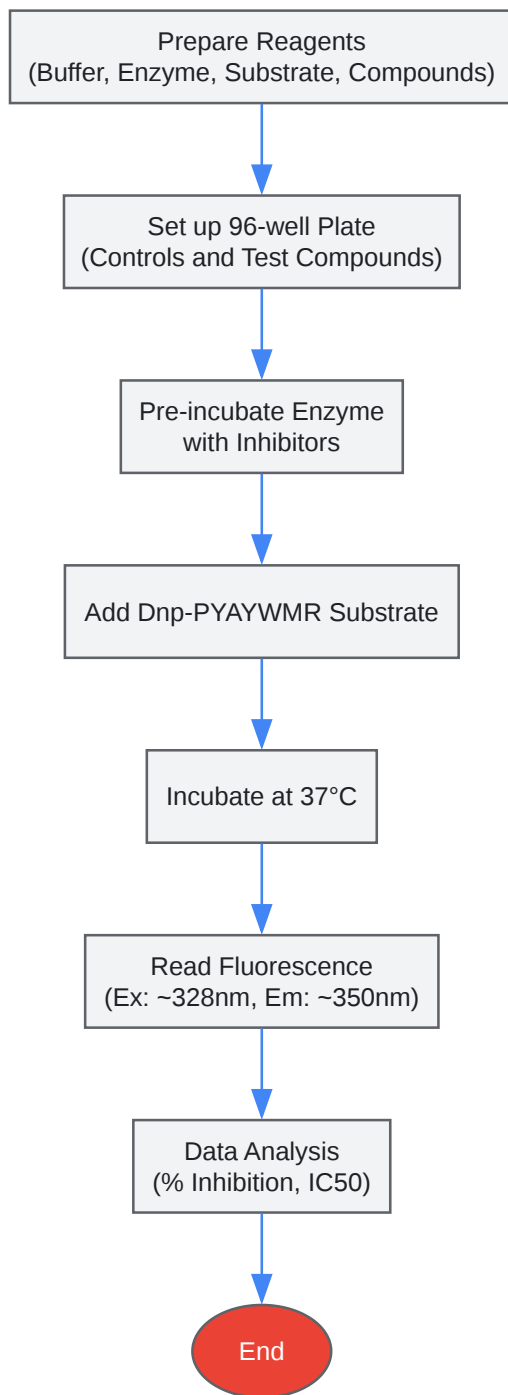 Prepare Reagents
(Buffer, Enzyme, Substrate, Compounds)
Set up 96-well Plate
(Controls and Test Compounds)
Pre-incubate Enzyme
with Inhibitors
Add Dnp-PYAYWMR Substrate
Incubate at 37°C
Read Fluorescence
(Ex: ~328nm, Em: ~350nm)
Data Analysis
(% Inhibition, IC50)
End